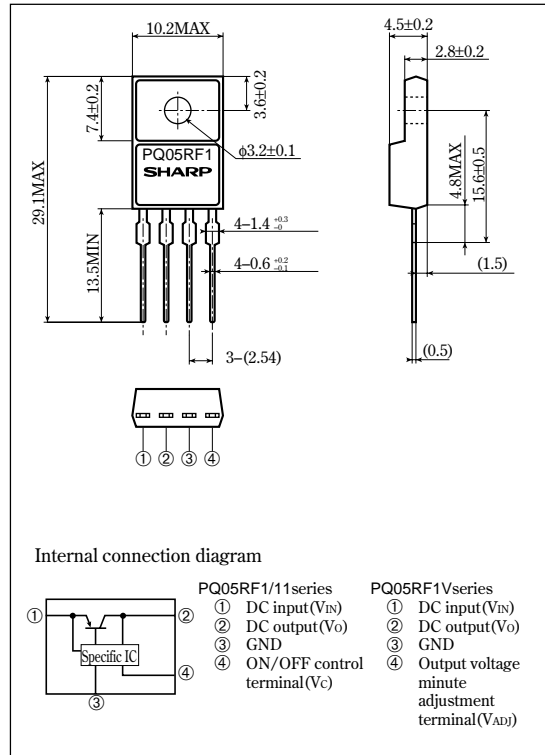 10.2MAX
4.5±0.2
2.8±0.2
7.4±0.2
3.6±0.2
PQ05RF1
SHARP
ϕ3.2±0.1
29.1MAX
4.8MAX
15.6±0.5
13.5MIN
4–1.4 +0.3 –0
4–0.6 +0.2 –0.1
(1.5)
3–(2.54)
(0.5)
① ② ③ ④
Internal connection diagram
①
②
Specific IC
④
③
PQ05RF1/11series
① DC input(VIN)
② DC output(VO)
③ GND
④ ON/OFF control
terminal(VC)
PQ05RF1Vseries
① DC input(VIN)
② DC output(VO)
③ GND
④ Output voltage
minute
adjustment
terminal(VADJ)